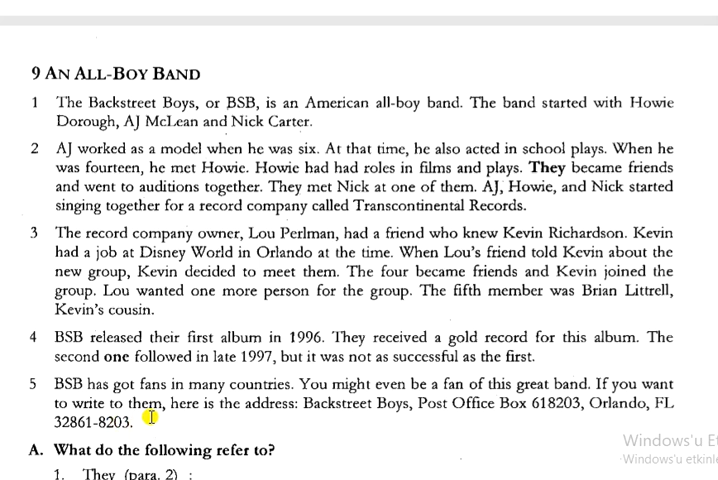 9 AN ALL-BOY BAND
1 The Backstreet Boys, or BSB, is an American all-boy band. The band started with Howie
Dorough, AJ McLean and Nick Carter.
2 AJ worked as a model when he was six. At that time, he also acted in school plays. When he
was fourteen, he met Howie. Howie had had roles in films and plays. They became friends
and went to auditions together. They met Nick at one of them. AJ, Howie, and Nick started
singing together for a record company called Transcontinental Records.
3 The record company owner, Lou Perlman, had a friend who knew Kevin Richardson. Kevin
had a job at Disney World in Orlando at the time. When Lou's friend told Kevin about the
new group, Kevin decided to meet them. The four became friends and Kevin joined the
group. Lou wanted one more person for the group. The fifth member was Brian Littrell,
Kevin's cousin.
4 BSB released their first album in 1996. They received a gold record for this album. The
second one followed in late 1997, but it was not as successful as the first.
5 BSB has got fans in many countries. You might even be a fan of this great band. If you want
to write to them, here is the address: Backstreet Boys, Post Office Box 618203, Orlando, FL
32861-8203.
Windows'u Et
Windows'u etkinle
A. What do the following refer to?
1. They (para. 2) :